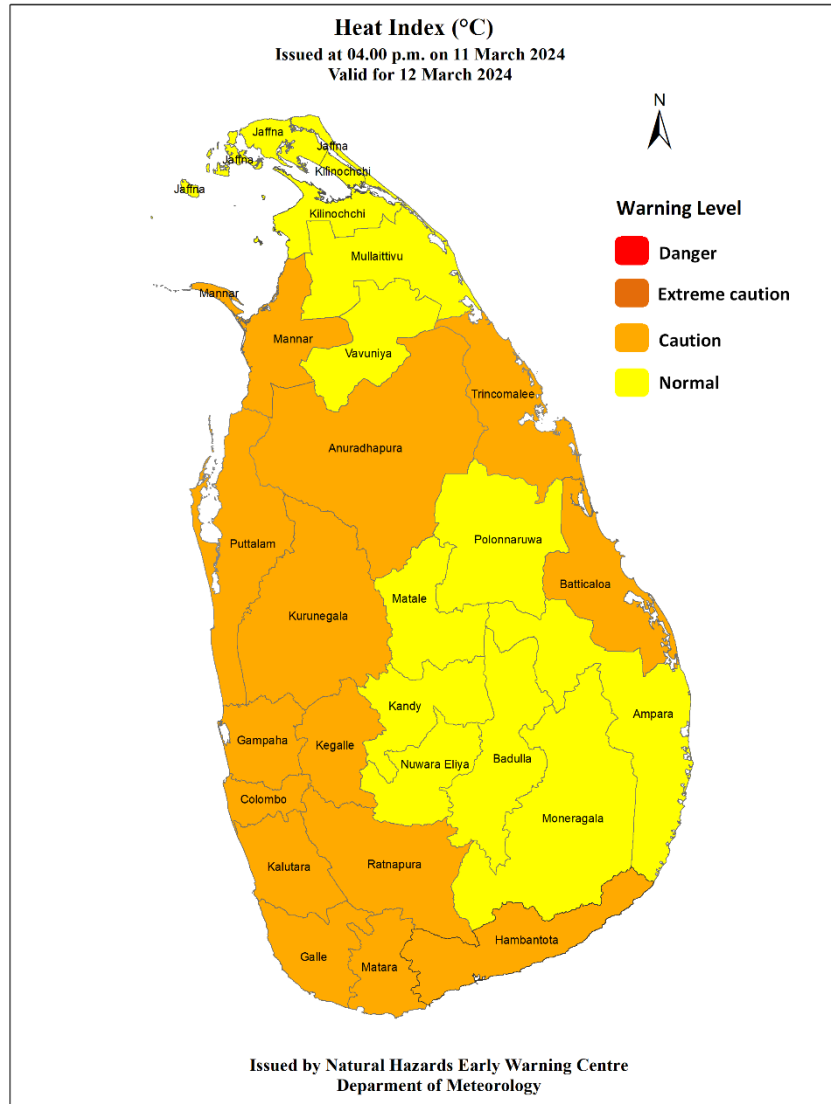 Heat Index (°C)
Issued at 04.00 p.m. on 11 March 2024
Valid for 12 March 2024
N
Jaffna
Jaffna
Jaffna
Kilinochchi
Jaffna
Kilinochchi
Warning Level
Mullaittivu
Danger
Mannar
Extreme caution
Mannar
Caution
Vavuniya
Normal
Trincomalee
Anuradhapura
Polonnaruwa
Puttalam
Batticaloa
Matale
Kurunegala
Kandy
Ampara
Gampaha
Kegalle
Nuwara Eliya
Badulla
Colombo
Moneragala
Kalutara
Ratnapura
Hambantota
Galle
Matara
Issued by Natural Hazards Early Warning Centre
Deparment of Meteorology